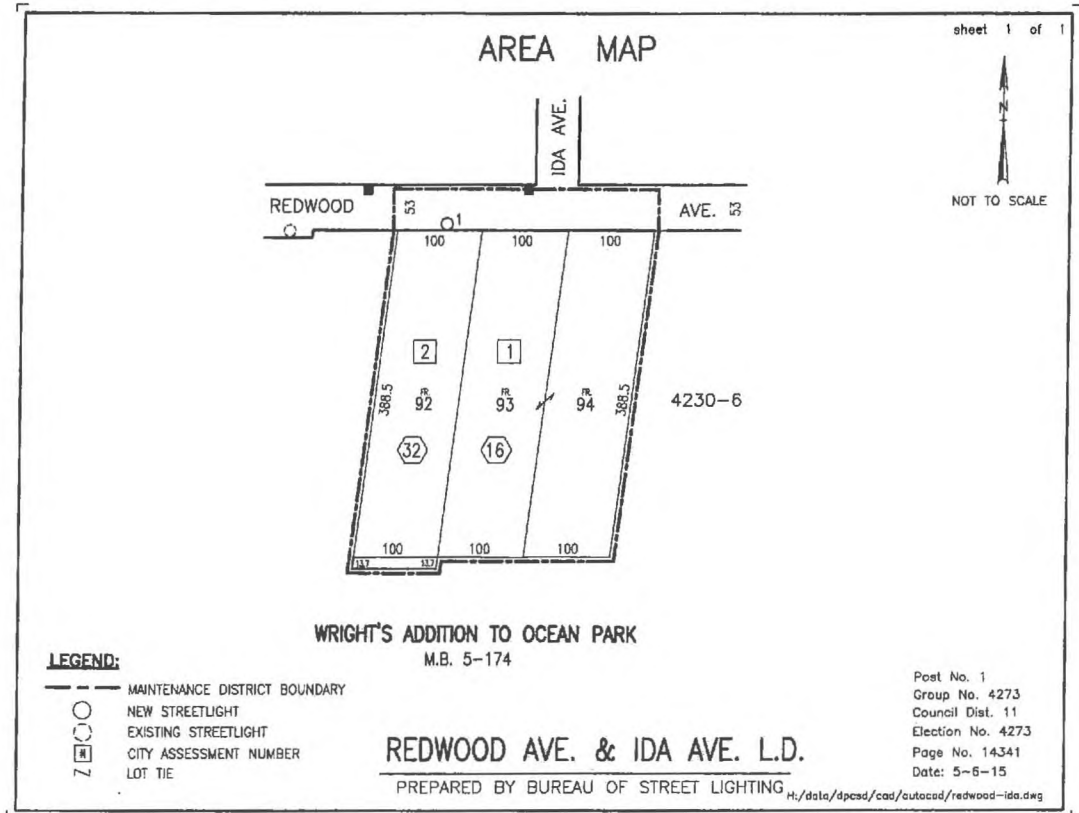 sheet 1 of 1
AREA MAP
IDA AVE.
N
NOT TO SCALE
REDWOOD
53
AVE.
53
1
100
100
100
2
1
388.5
FR.
92
FR.
93
FR.
94
388.5
4230-6
32
16
100
100
100
13.7
13.7
WRIGHT'S ADDITION TO OCEAN PARK
M.B. 5-174
LEGEND:
MAINTENANCE DISTRICT BOUNDARY
NEW STREETLIGHT
EXISTING STREETLIGHT
# CITY ASSESSMENT NUMBER
LOT TIE
REDWOOD AVE. & IDA AVE. L.D.
PREPARED BY BUREAU OF STREET LIGHTING
Post No. 1
Group No. 4273
Council Dist. 11
Election No. 4273
Page No. 14341
Date: 5-6-15
H:/data/dpcsd/cad/autocad/redwood-ida.dwg